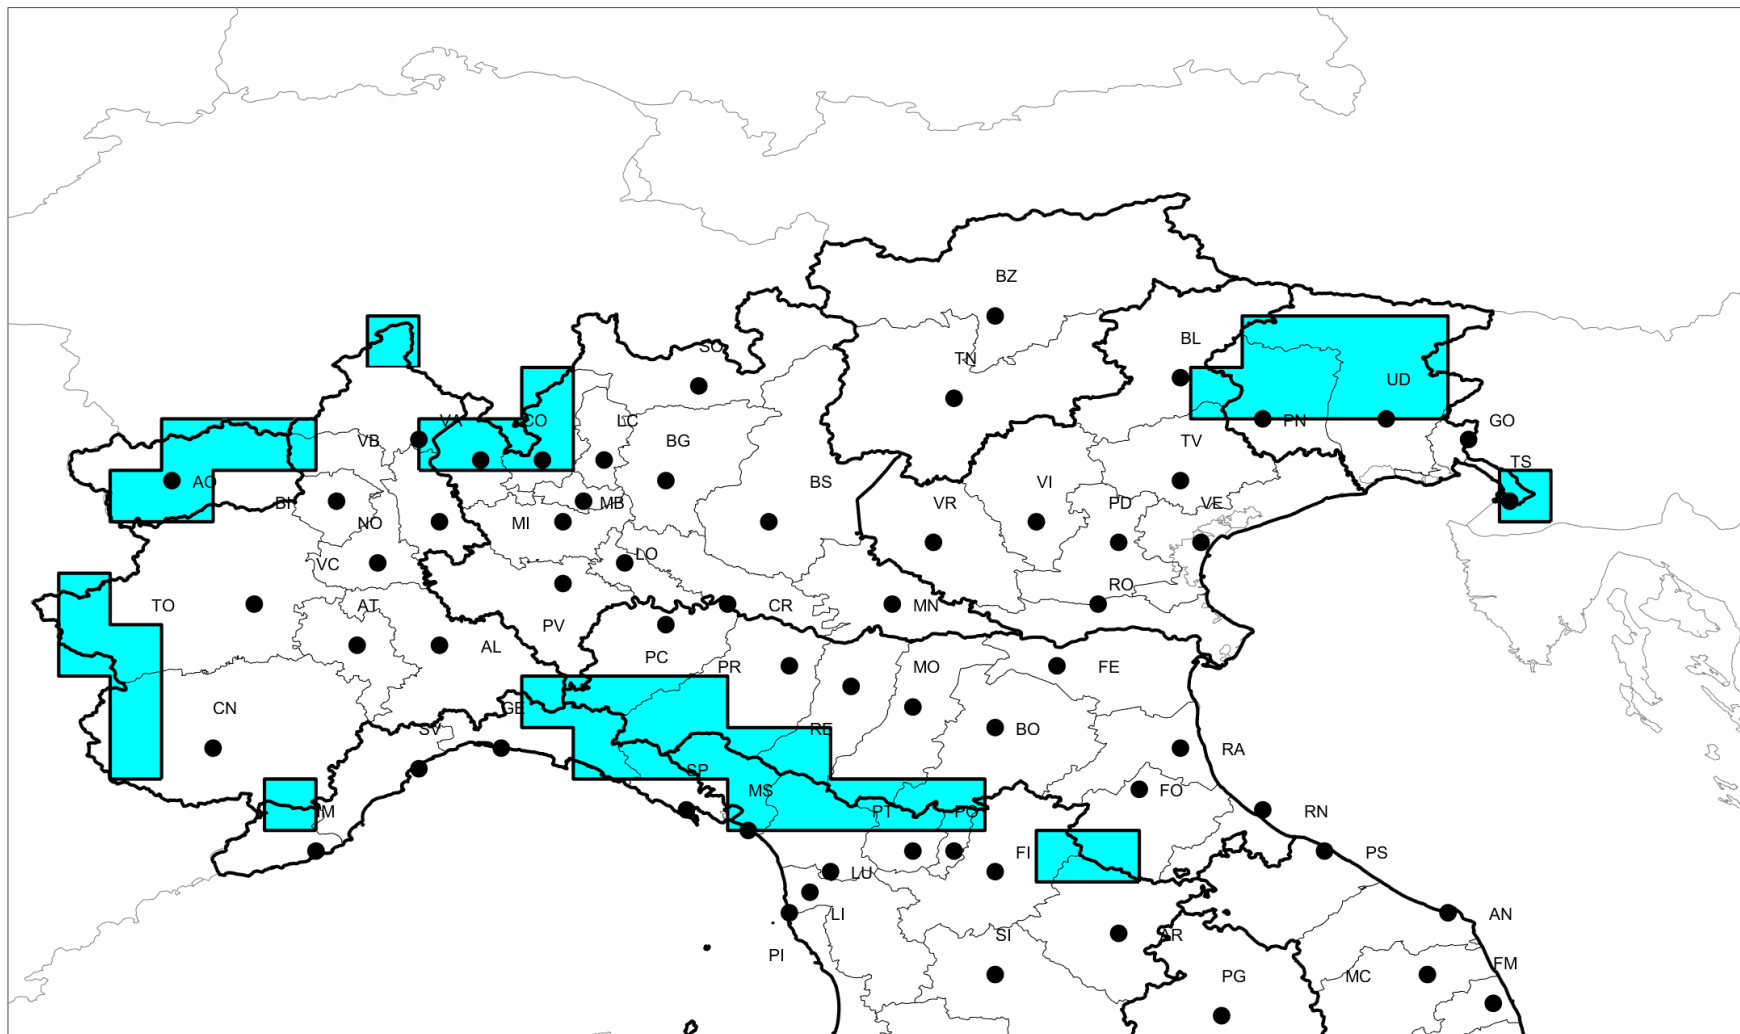 BZ
SO
TN
BL
UD
VA
CO
LC
BG
VB
TV
PN
GO
TS
AO
BI
NO
MI
MB
BS
VR
VI
PD
VE
VC
LO
TO
AT
PV
AL
CR
MN
RO
PC
PR
MO
FE
CN
SV
GE
RE
BO
RA
SP
MS
FO
IM
PT
PO
RN
FI
PS
LU
LI
AN
PI
SI
AR
PG
MC
FM